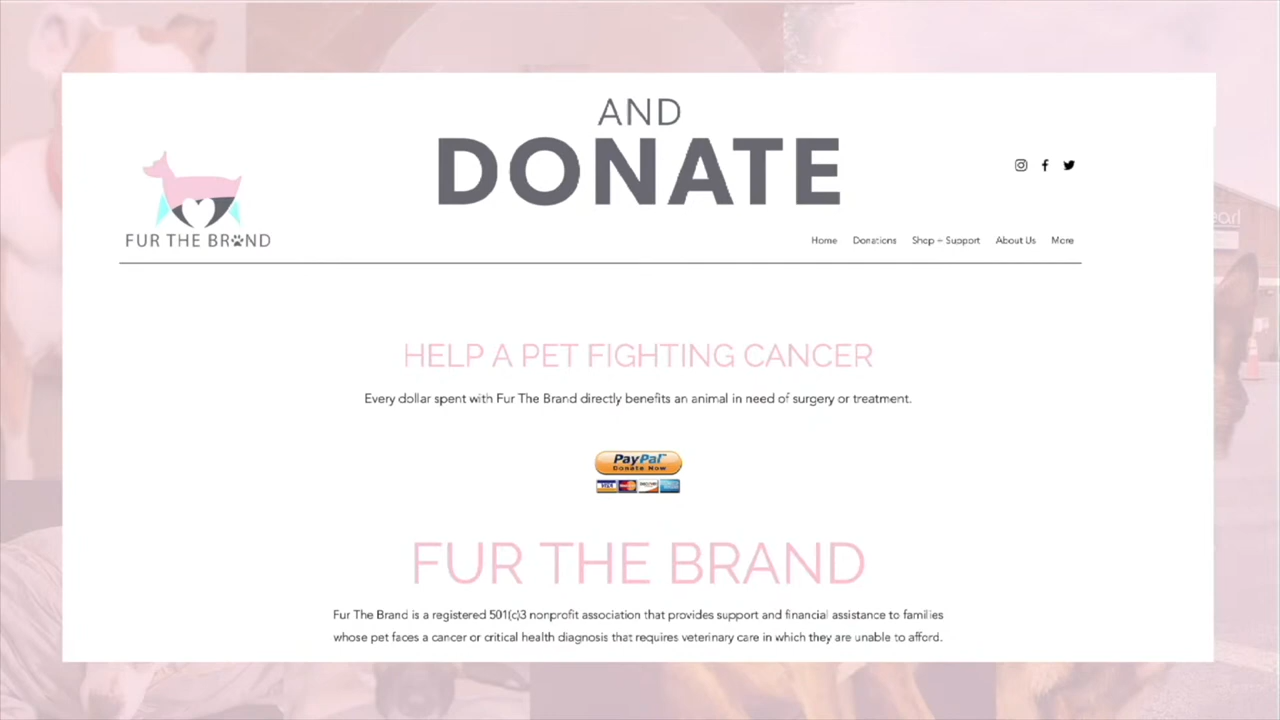 AND
DONATE
FUR THE BRAND
Home Donations Shop + Support About Us More
HELP A PET FIGHTING CANCER
Every dollar spent with Fur The Brand directly benefits an animal in need of surgery or treatment.
PayPal
Donate Now
VISA
FUR THE BRAND
Fur The Brand is a registered 501(c)3 nonprofit association that provides support and financial assistance to families
whose pet faces a cancer or critical health diagnosis that requires veterinary care in which they are unable to afford.